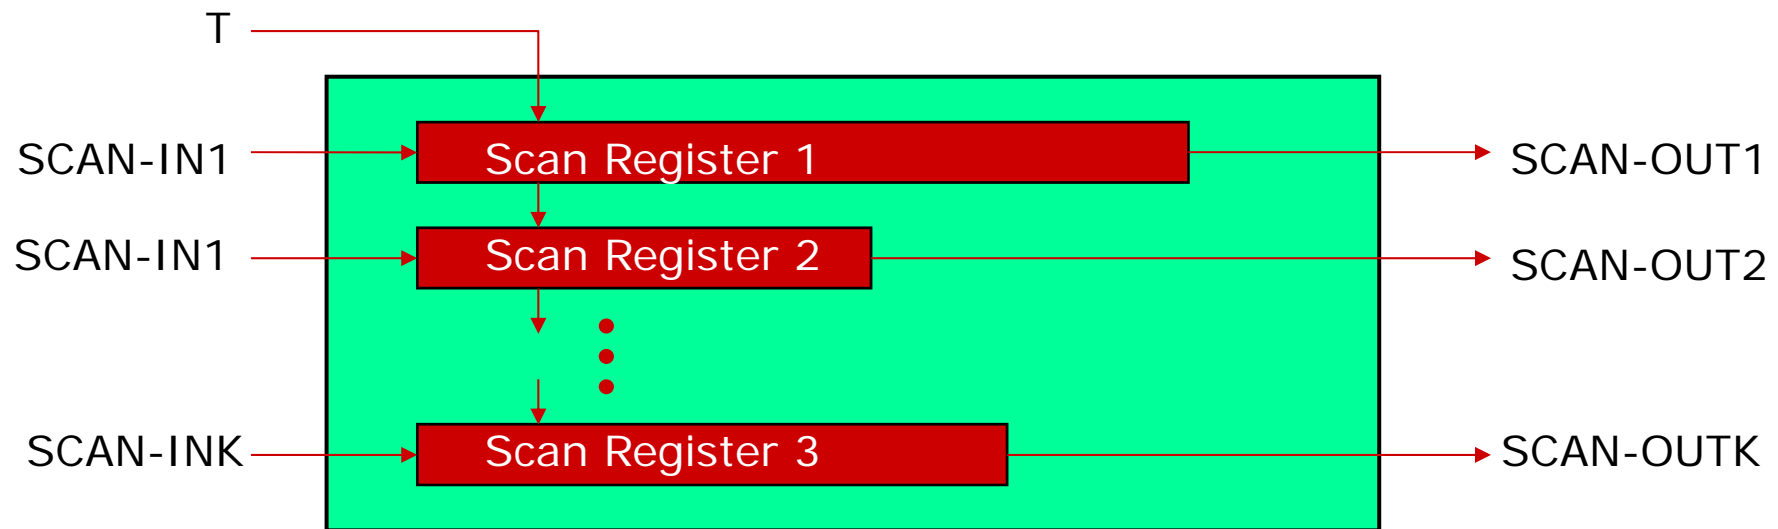 T
SCAN-IN1
Scan Register 1
SCAN-OUT1
SCAN-IN1
Scan Register 2
SCAN-OUT2
SCAN-INK
Scan Register 3
SCAN-OUTK